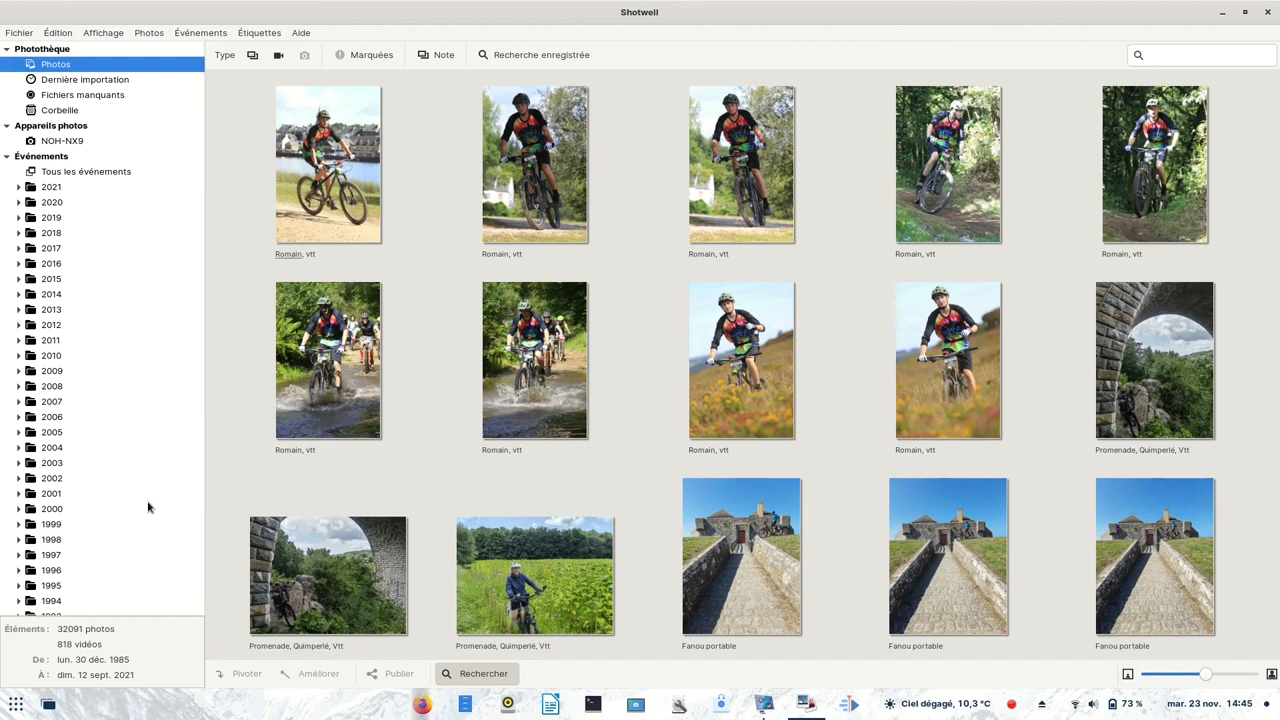 Shotwell
Fichier Édition Affichage Photos Événements Étiquettes Aide
Photothèque
Photos
Dernière importation
Fichiers manquants
Corbeille
Appareils photos
NOH-NX9
Événements
Tous les événements
2021
2020
2019
2018
2017
2016
2015
2014
2013
2012
2011
2010
2009
2008
2007
2006
2005
2004
2003
2002
2001
2000
1999
1998
1997
1996
1995
1994
Éléments : 32091 photos
818 vidéos
De : lun. 30 déc. 1985
À : dim. 12 sept. 2021
Type Marquées Note Recherche enregistrée
Romain, vtt Romain, vtt Romain, vtt Romain, vtt Romain, vtt
Romain, vtt Romain, vtt Romain, vtt Romain, vtt Promenade, Quimperlé, Vtt
Promenade, Quimperlé, Vtt Promenade, Quimperlé, Vtt Fanou portable Fanou portable Fanou portable
Pivoter Améliorer Publier Rechercher
Ciel dégagé, 10,3 °C 73 % mar. 23 nov. 14:45